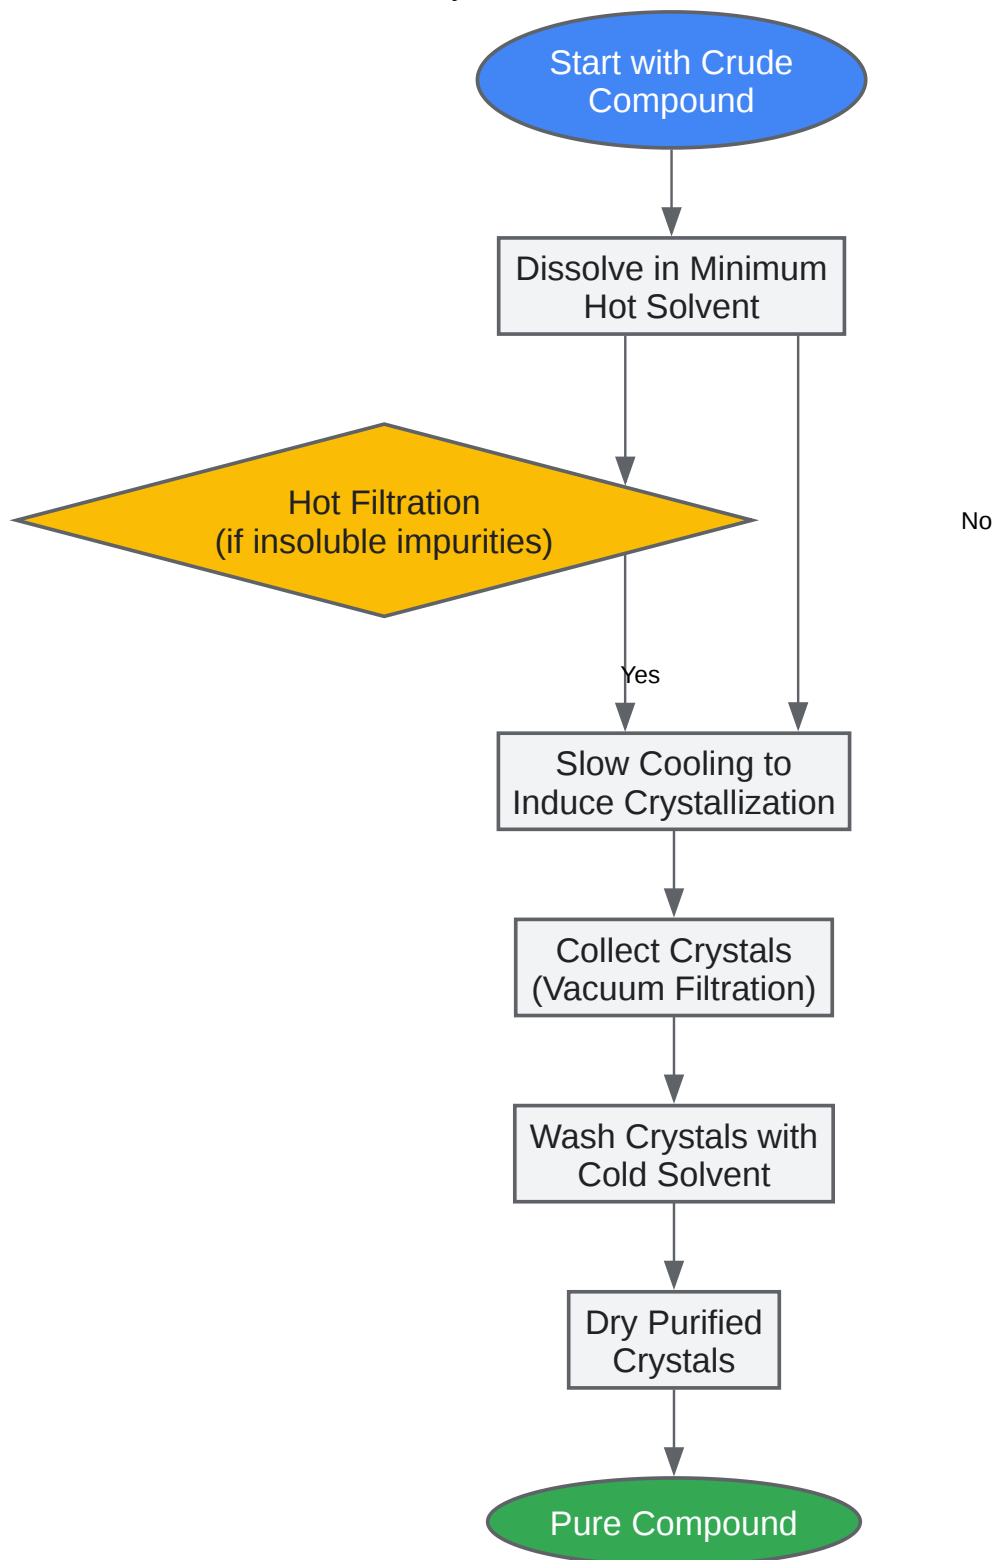 Start with Crude
Compound
Dissolve in Minimum
Hot Solvent
Hot Filtration
(if insoluble impurities)
No
Yes
Slow Cooling to
Induce Crystallization
Collect Crystals
(Vacuum Filtration)
Wash Crystals with
Cold Solvent
Dry Purified
Crystals
Pure Compound